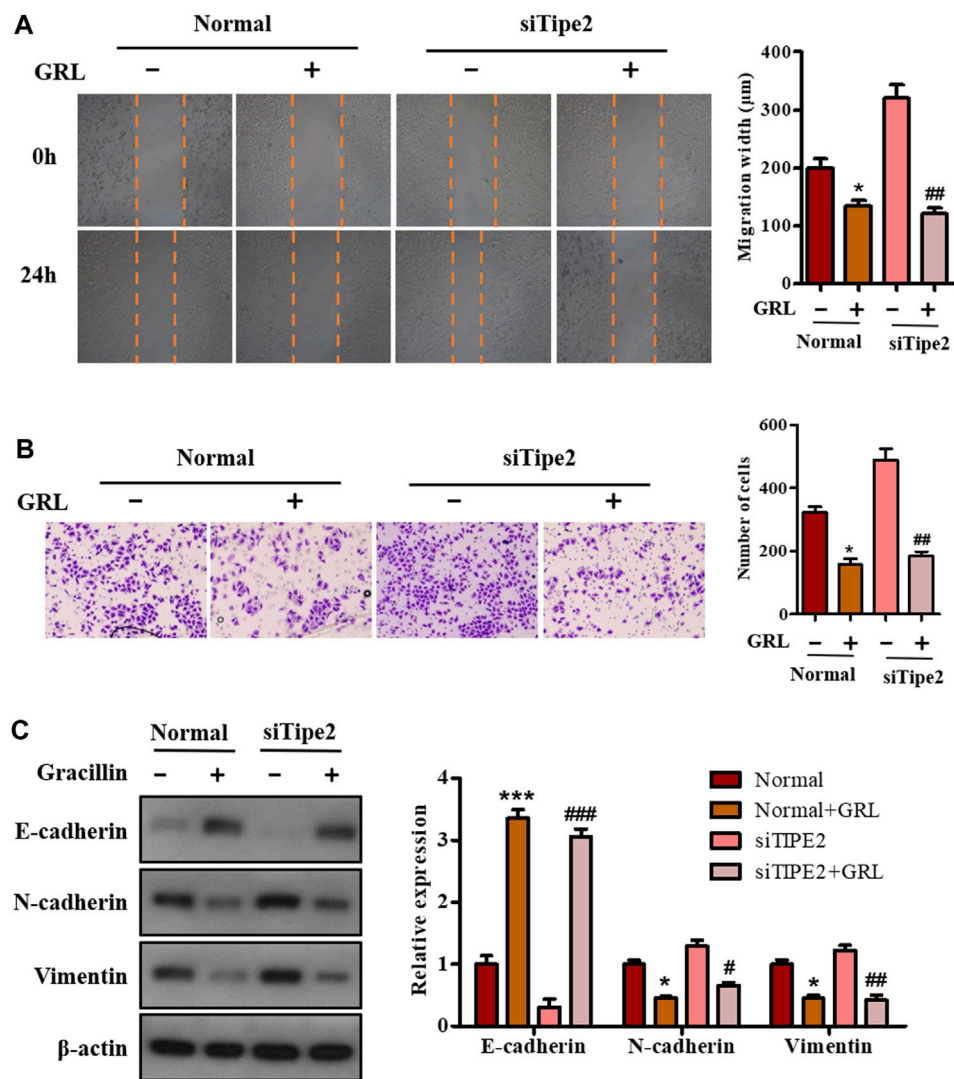 A
Normal
siTipe2
GRL
− + − +
0h
24h
Migration width (μm)
400
300
200
100
0
*
##
GRL − + − +
Normal
siTipe2
B
Normal
siTipe2
GRL − + − +
Number of cells
600
400
200
0
*
##
GRL − + − +
Normal
siTipe2
C
Normal siTipe2
Gracillin − + − +
E-cadherin
N-cadherin
Vimentin
β-actin
Relative expression
4
3
2
1
0
***
###
*
#
*
##
Normal
Normal+GRL
siTIPE2
siTIPE2+GRL
E-cadherin N-cadherin Vimentin